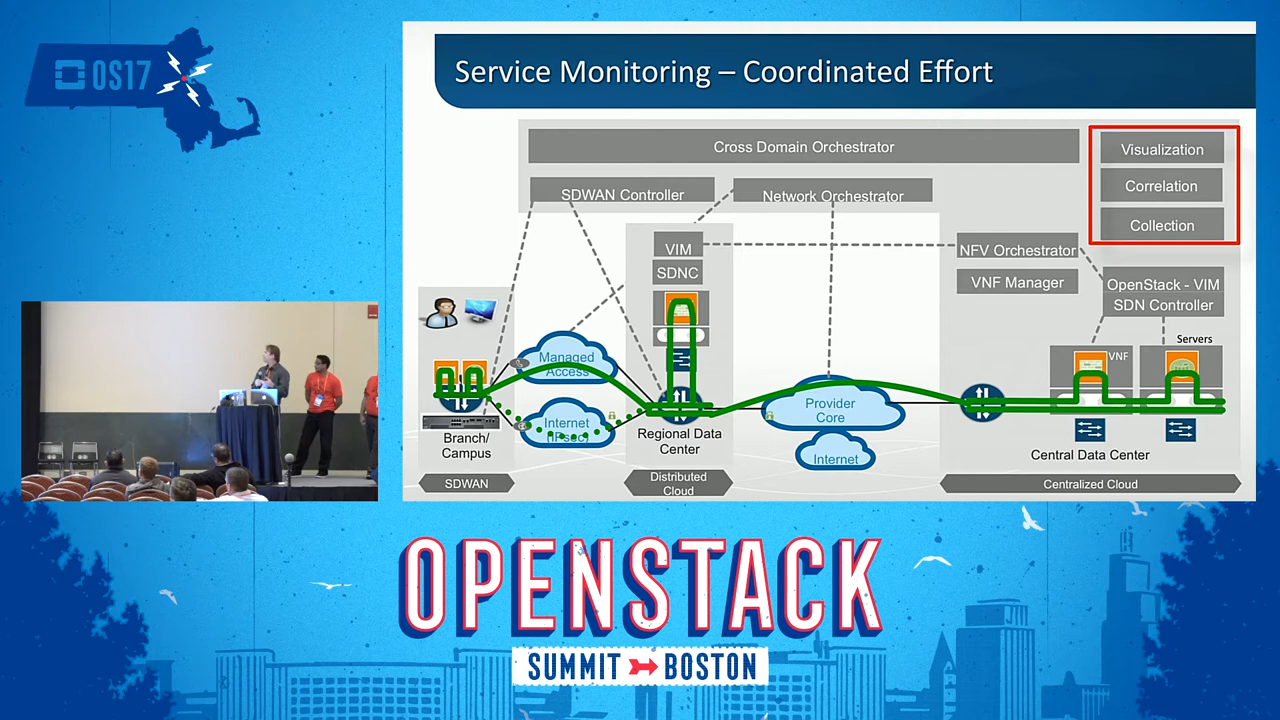 OS17
Service Monitoring – Coordinated Effort
Cross Domain Orchestrator
Visualization
Correlation
Collection
SDWAN Controller
Network Orchestrator
VIM
SDNC
NFV Orchestrator
VNF Manager
OpenStack - VIM
SDN Controller
Servers
VNF
Managed
Access
Internet
(IPsec)
Provider
Core
Internet
Branch/
Campus
Regional Data
Center
Central Data Center
SDWAN
Distributed
Cloud
Centralized Cloud
OPENSTACK
SUMMIT BOSTON